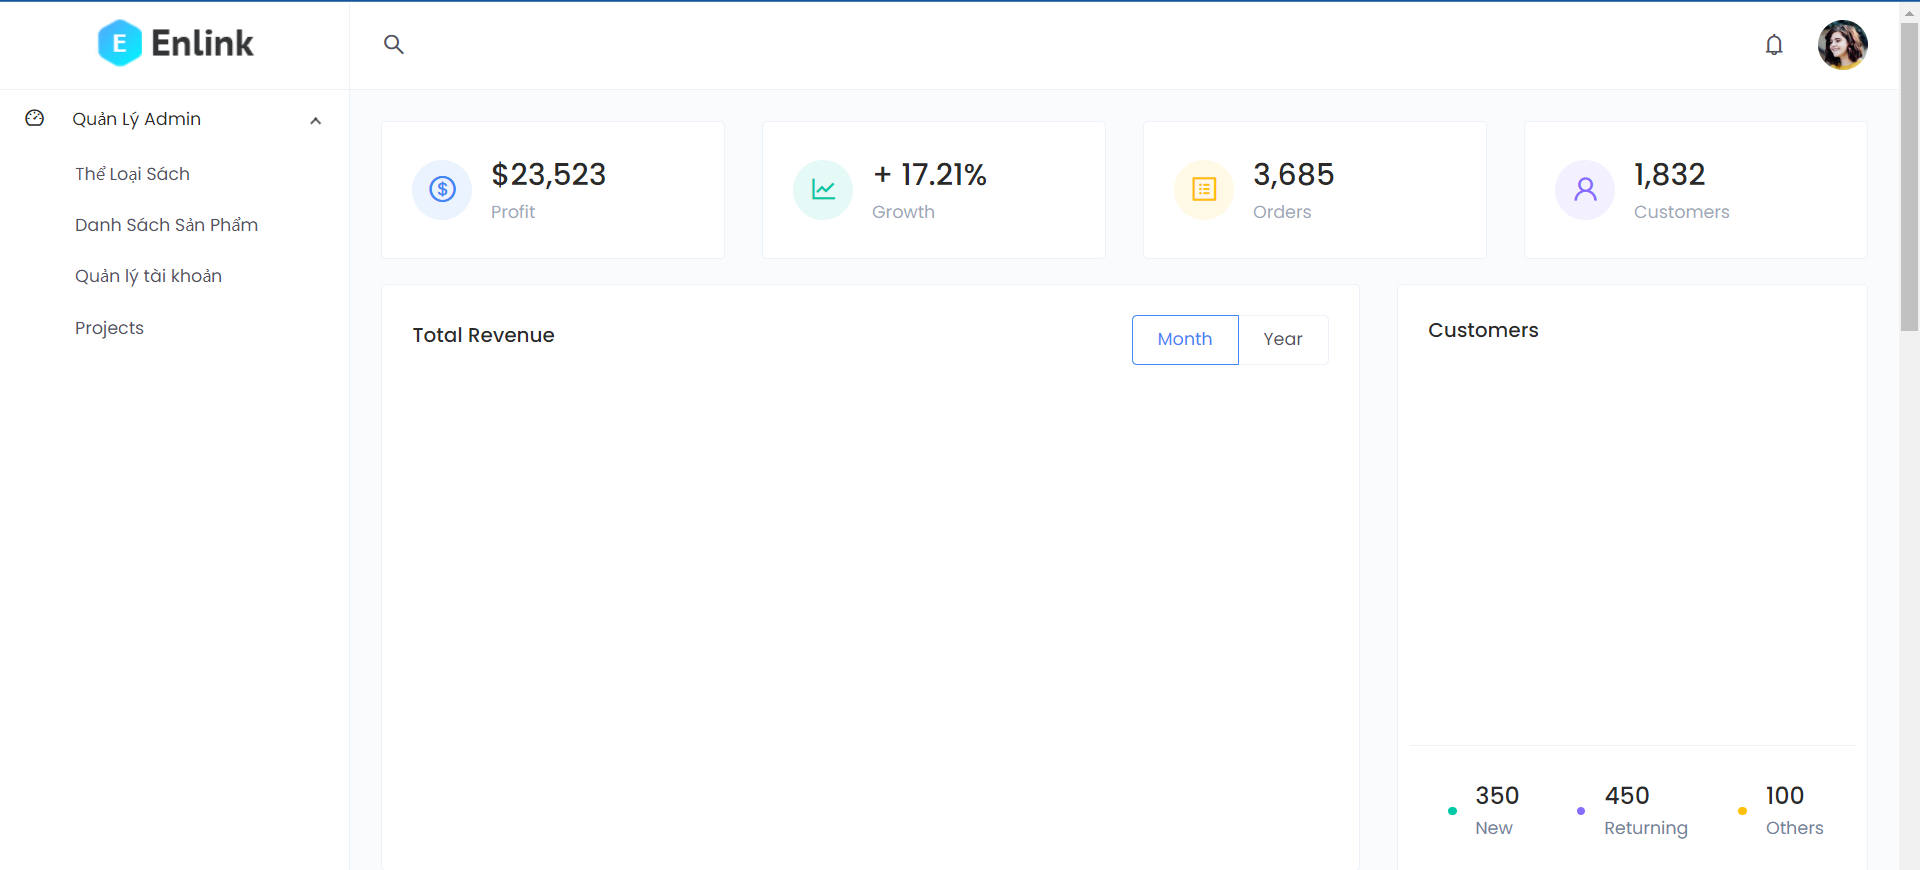 E Enlink
Quản Lý Admin
Thể Loại Sách
Danh Sách Sản Phẩm
Quản lý tài khoản
Projects
$23,523
Profit
+ 17.21%
Growth
3,685
Orders
1,832
Customers
Total Revenue
Month
Year
Customers
350
New
450
Returning
100
Others